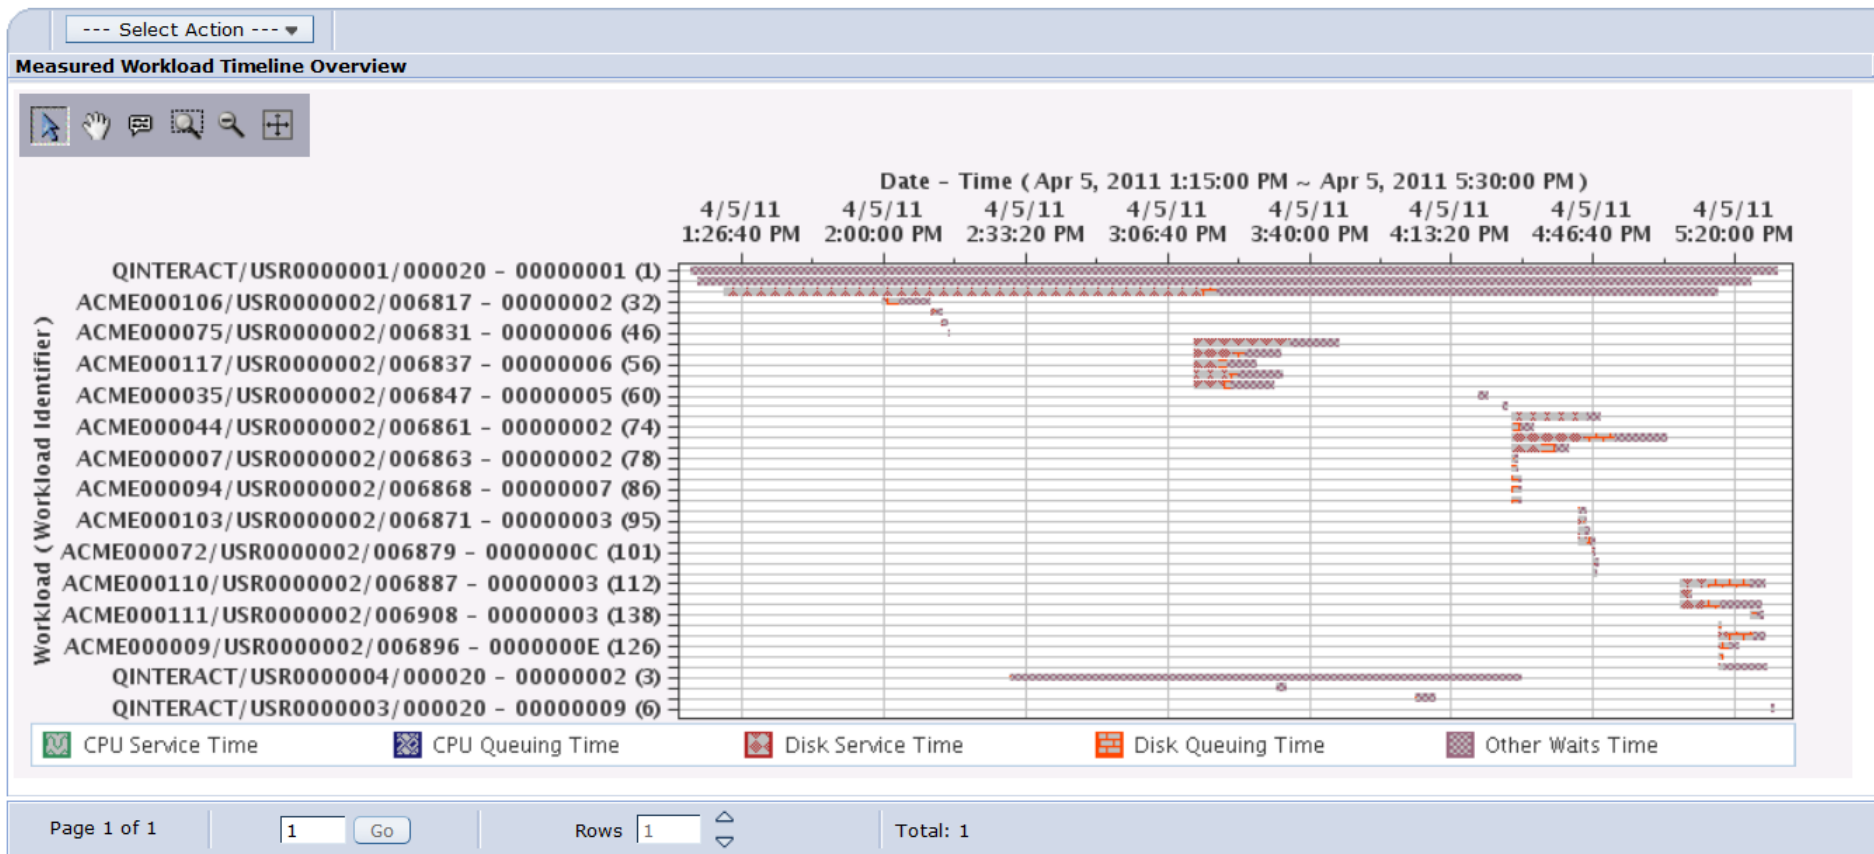 --- Select Action ---
Measured Workload Timeline Overview
Date - Time ( Apr 5, 2011 1:15:00 PM ~ Apr 5, 2011 5:30:00 PM )
4/5/11 4/5/11 4/5/11 4/5/11 4/5/11 4/5/11 4/5/11 4/5/11
1:26:40 PM 2:00:00 PM 2:33:20 PM 3:06:40 PM 3:40:00 PM 4:13:20 PM 4:46:40 PM 5:20:00 PM
Workload (Workload Identifier)
QINTERACT/USR0000001/000020 - 00000001 (1)
ACME000106/USR0000002/006817 - 00000002 (32)
ACME000075/USR0000002/006831 - 00000006 (46)
ACME000117/USR0000002/006837 - 00000006 (56)
ACME000035/USR0000002/006847 - 00000005 (60)
ACME000044/USR0000002/006861 - 00000002 (74)
ACME000007/USR0000002/006863 - 00000002 (78)
ACME000094/USR0000002/006868 - 00000007 (86)
ACME000103/USR0000002/006871 - 00000003 (95)
ACME000072/USR0000002/006879 - 0000000C (101)
ACME000110/USR0000002/006887 - 00000003 (112)
ACME000111/USR0000002/006908 - 00000003 (138)
ACME000009/USR0000002/006896 - 0000000E (126)
QINTERACT/USR0000004/000020 - 00000002 (3)
QINTERACT/USR0000003/000020 - 00000009 (6)
CPU Service Time CPU Queuing Time Disk Service Time Disk Queuing Time Other Waits Time
Page 1 of 1 1 Go Rows 1 Total: 1